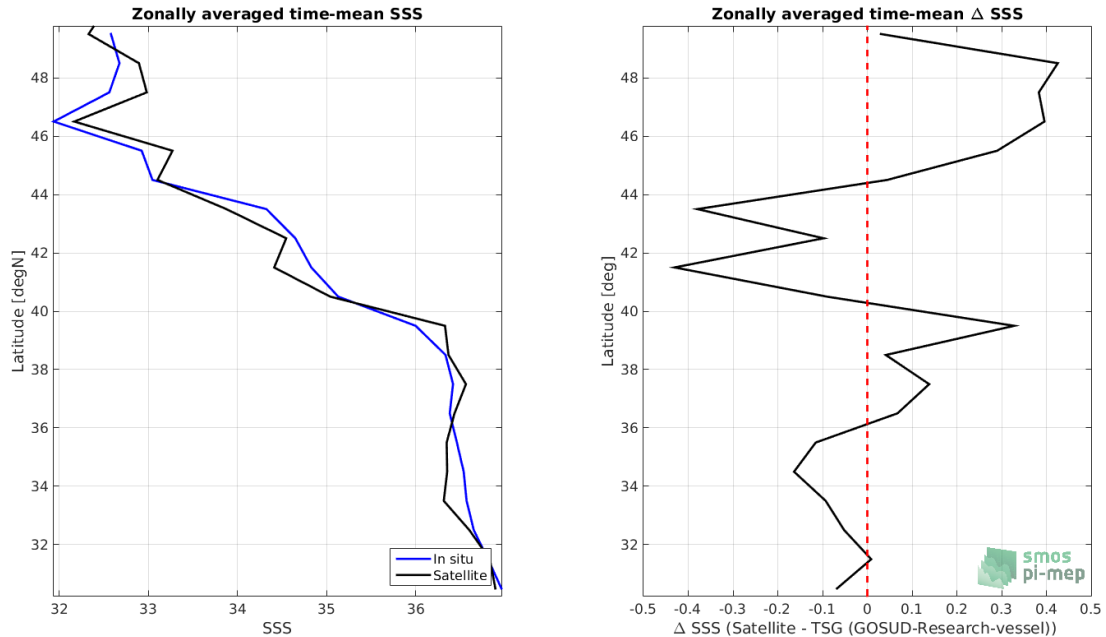 Zonally averaged time-mean SSS
Latitude [degN]
48
46
44
42
40
38
36
34
32
32 33 34 35 36
SSS
In situ
Satellite
Zonally averaged time-mean Δ SSS
Latitude [deg]
48
46
44
42
40
38
36
34
32
-0.5 -0.4 -0.3 -0.2 -0.1 0 0.1 0.2 0.3 0.4 0.5
Δ SSS (Satellite - TSG (GOSUD-Research-vessel))
smos
pi-mep